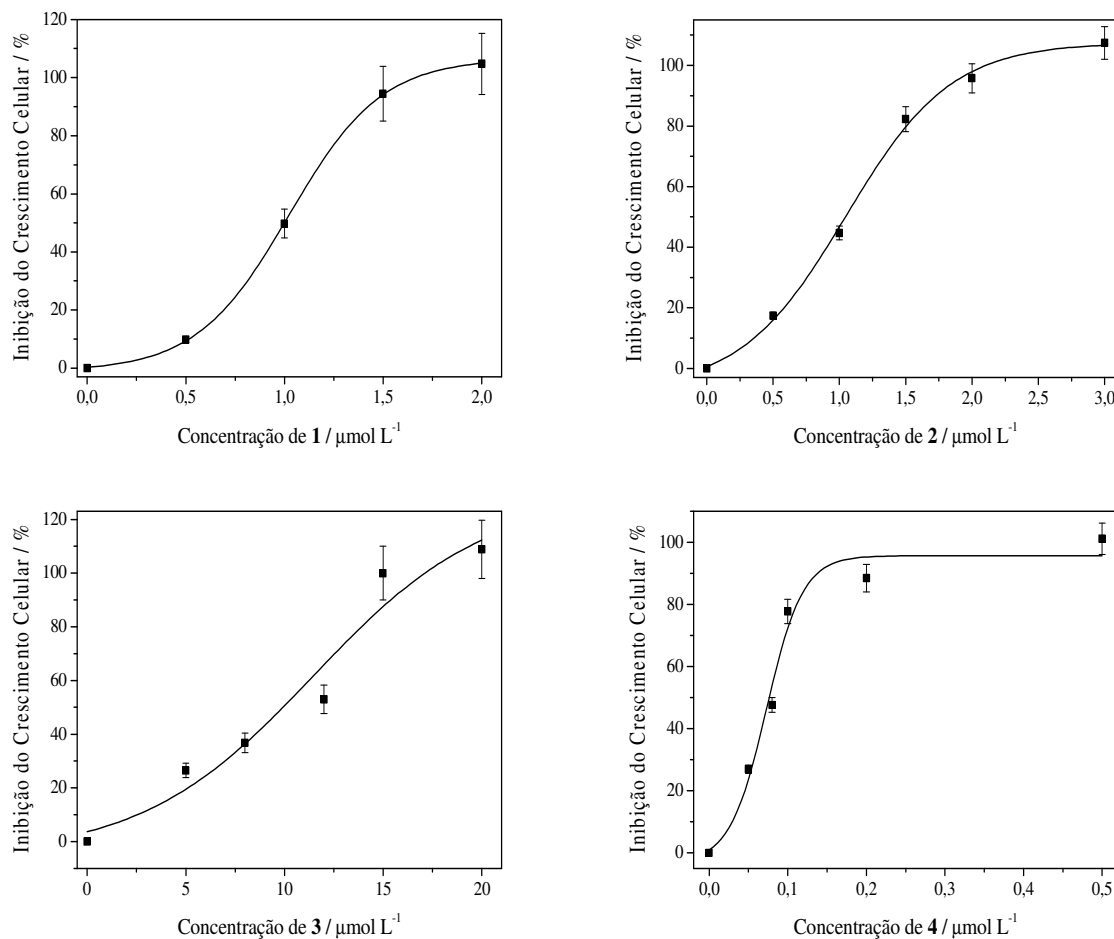 Inibição do Crescimento Celular / %
120
100
80
60
40
20
0
0,0 0,5 1,0 1,5 2,0
Concentração de 1 / µmol L-1
Inibição do Crescimento Celular / %
100
80
60
40
20
0
0,0 0,5 1,0 1,5 2,0 2,5 3,0
Concentração de 2 / µmol L-1
Inibição do Crescimento Celular / %
120
100
80
60
40
20
0
0 5 10 15 20
Concentração de 3 / µmol L-1
Inibição do Crescimento Celular / %
100
80
60
40
20
0
0,0 0,1 0,2 0,3 0,4 0,5
Concentração de 4 / µmol L-1